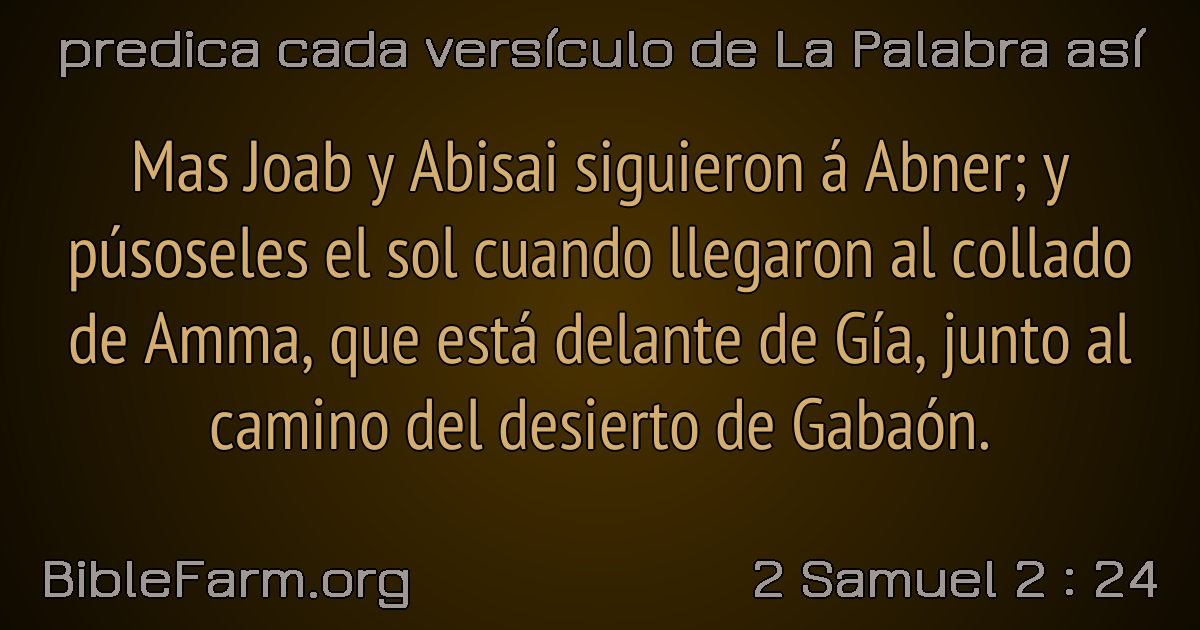 predica cada versículo de La Palabra así
Mas Joab y Abisai siguieron á Abner; y
púsoseles el sol cuando llegaron al collado
de Amma, que está delante de Gía, junto al
camino del desierto de Gabaón.
BibleFarm.org
2 Samuel 2 : 24